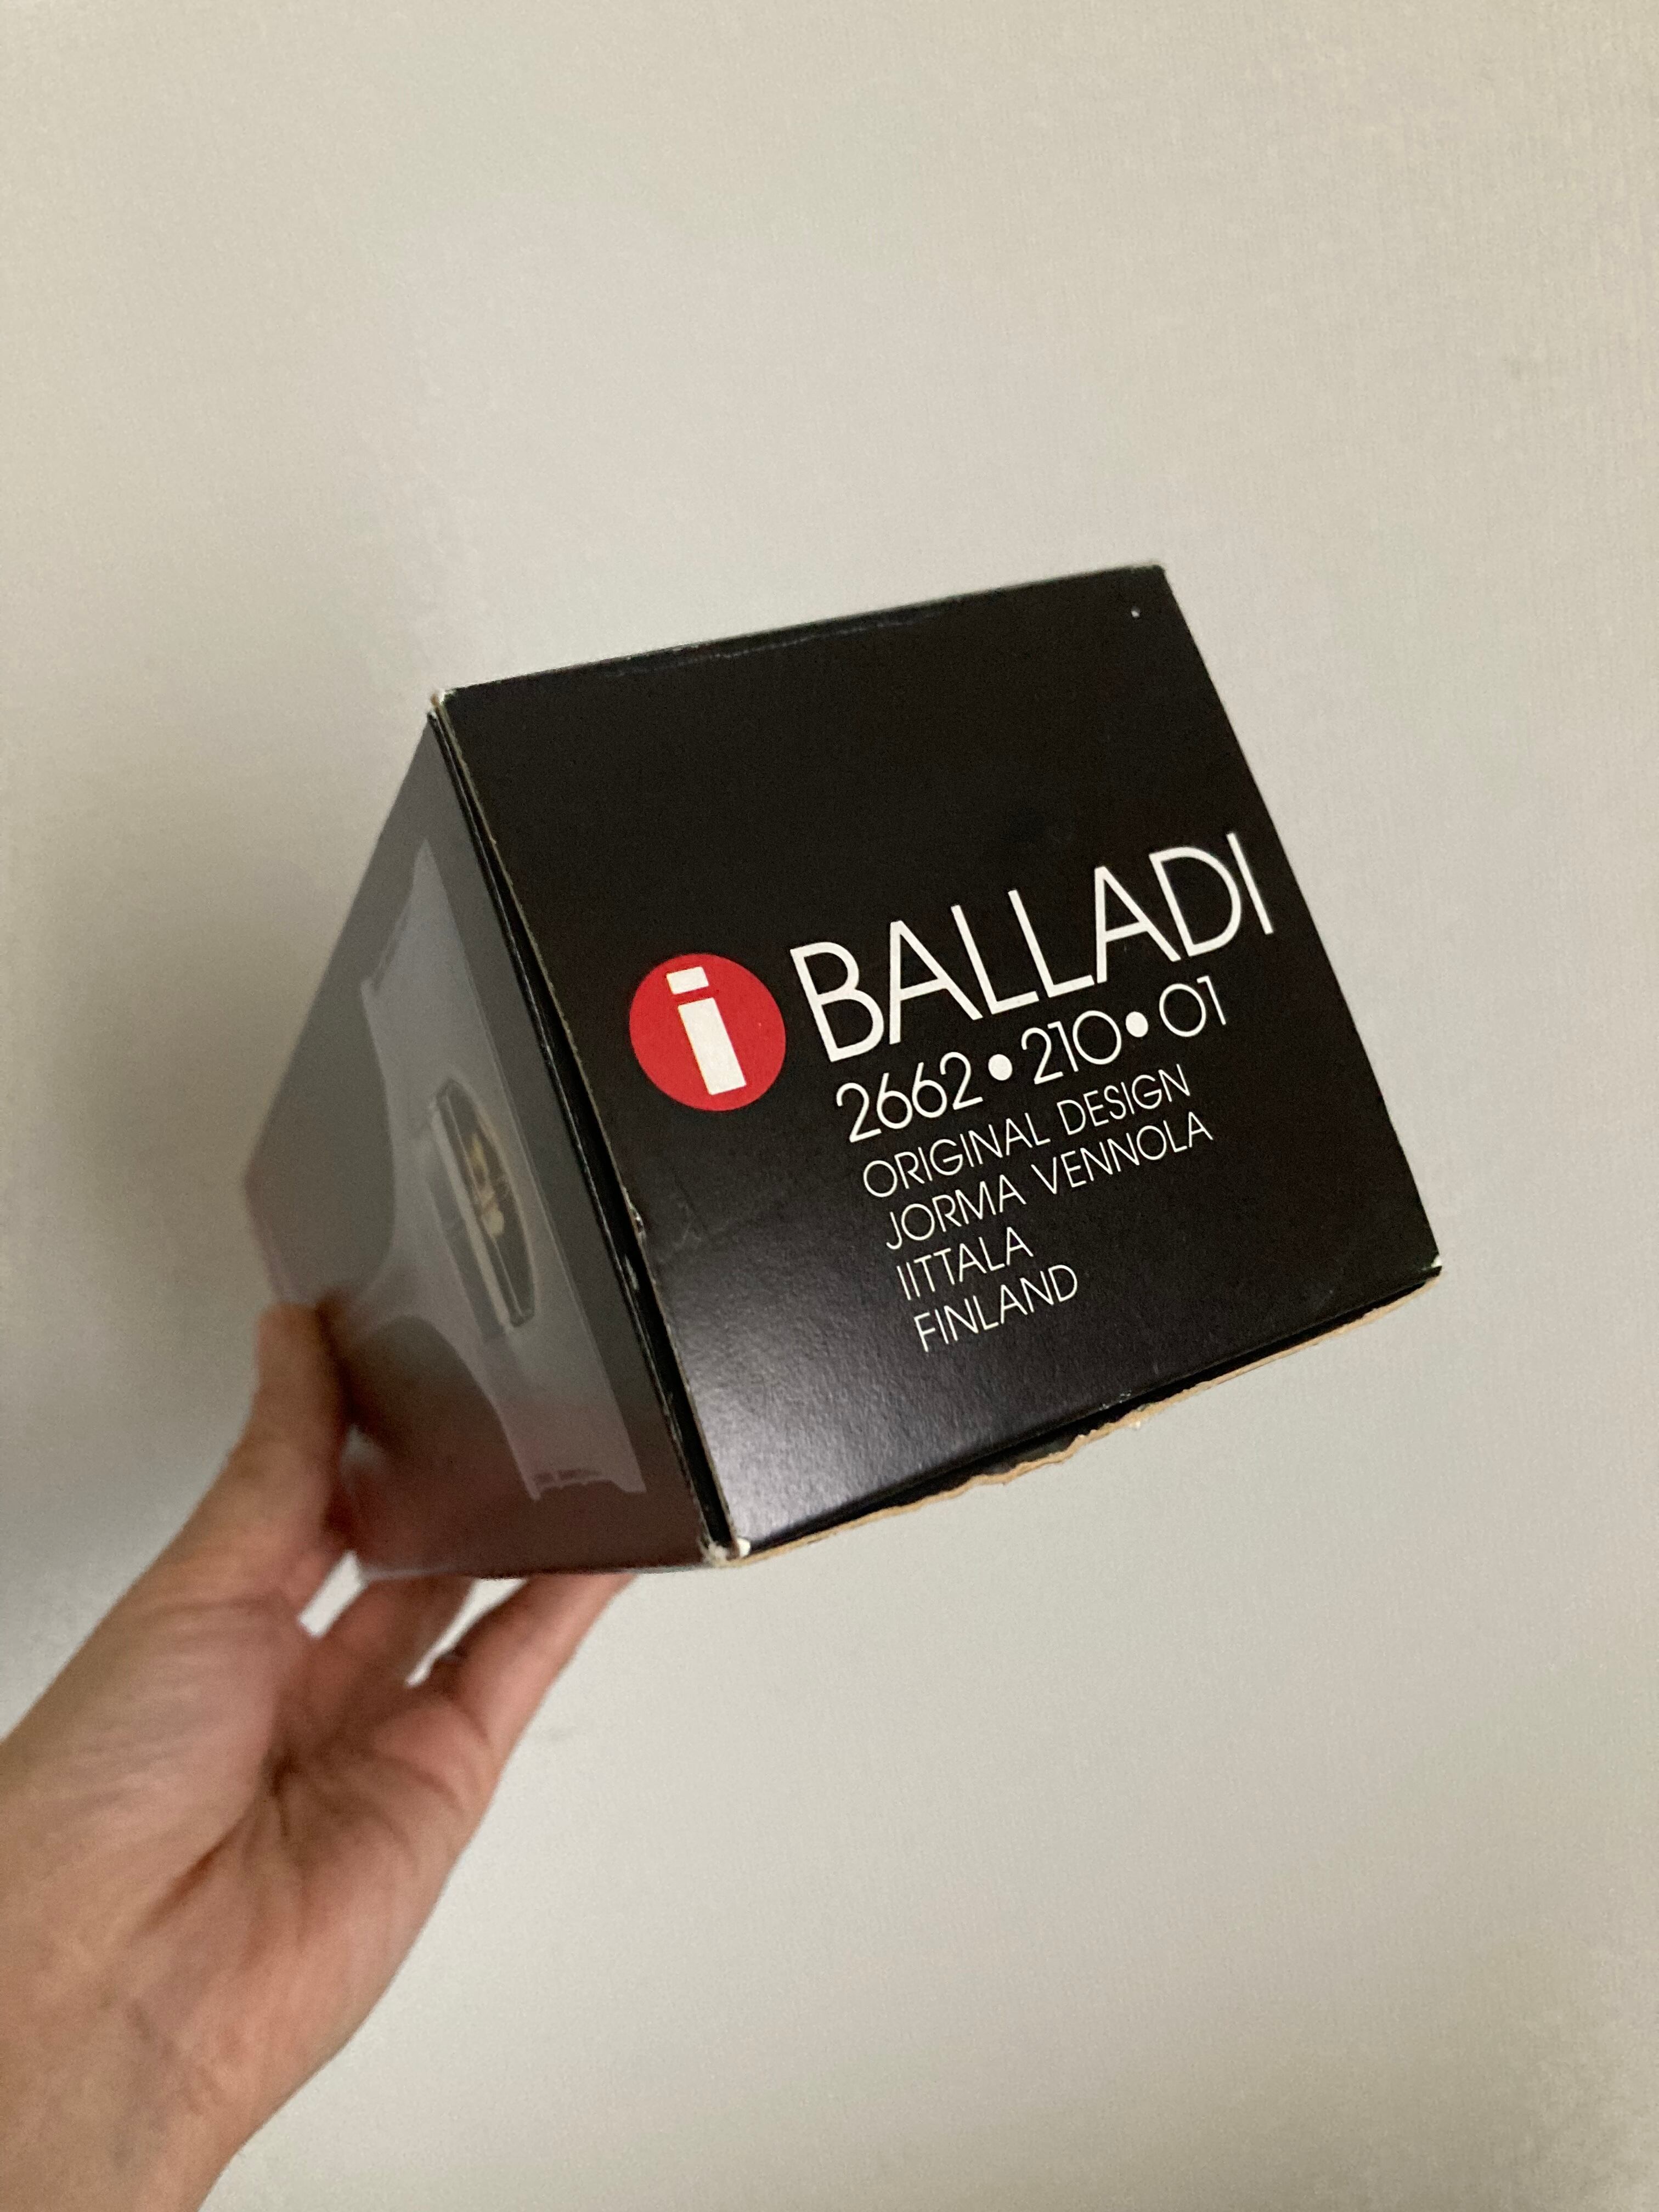 i BALLADI
2662•210•01
ORIGINAL DESIGN
JORMA VENNOLA
IITTALA
FINLAND